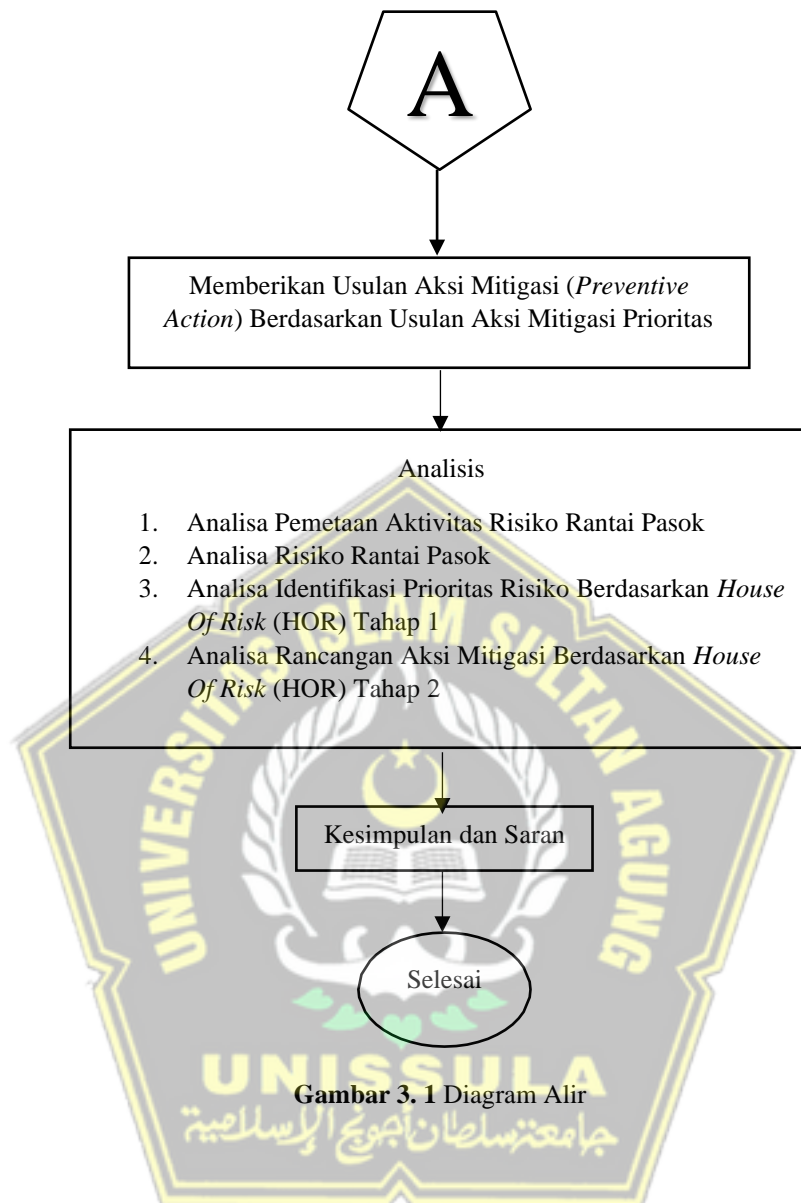 A
Memberikan Usulan Aksi Mitigasi (Preventive
Action) Berdasarkan Usulan Aksi Mitigasi Prioritas
Analisis
1. Analisa Pemetaan Aktivitas Risiko Rantai Pasok
2. Analisa Risiko Rantai Pasok
3. Analisa Identifikasi Prioritas Risiko Berdasarkan House
Of Risk (HOR) Tahap 1
4. Analisa Rancangan Aksi Mitigasi Berdasarkan House
Of Risk (HOR) Tahap 2
Kesimpulan dan Saran
Selesai
Gambar 3. 1 Diagram Alir
UNIVERSITAS ISLAM SULTAN AGUNG
UNISSULA
جامعتنسلطان أجونج الإسلامية